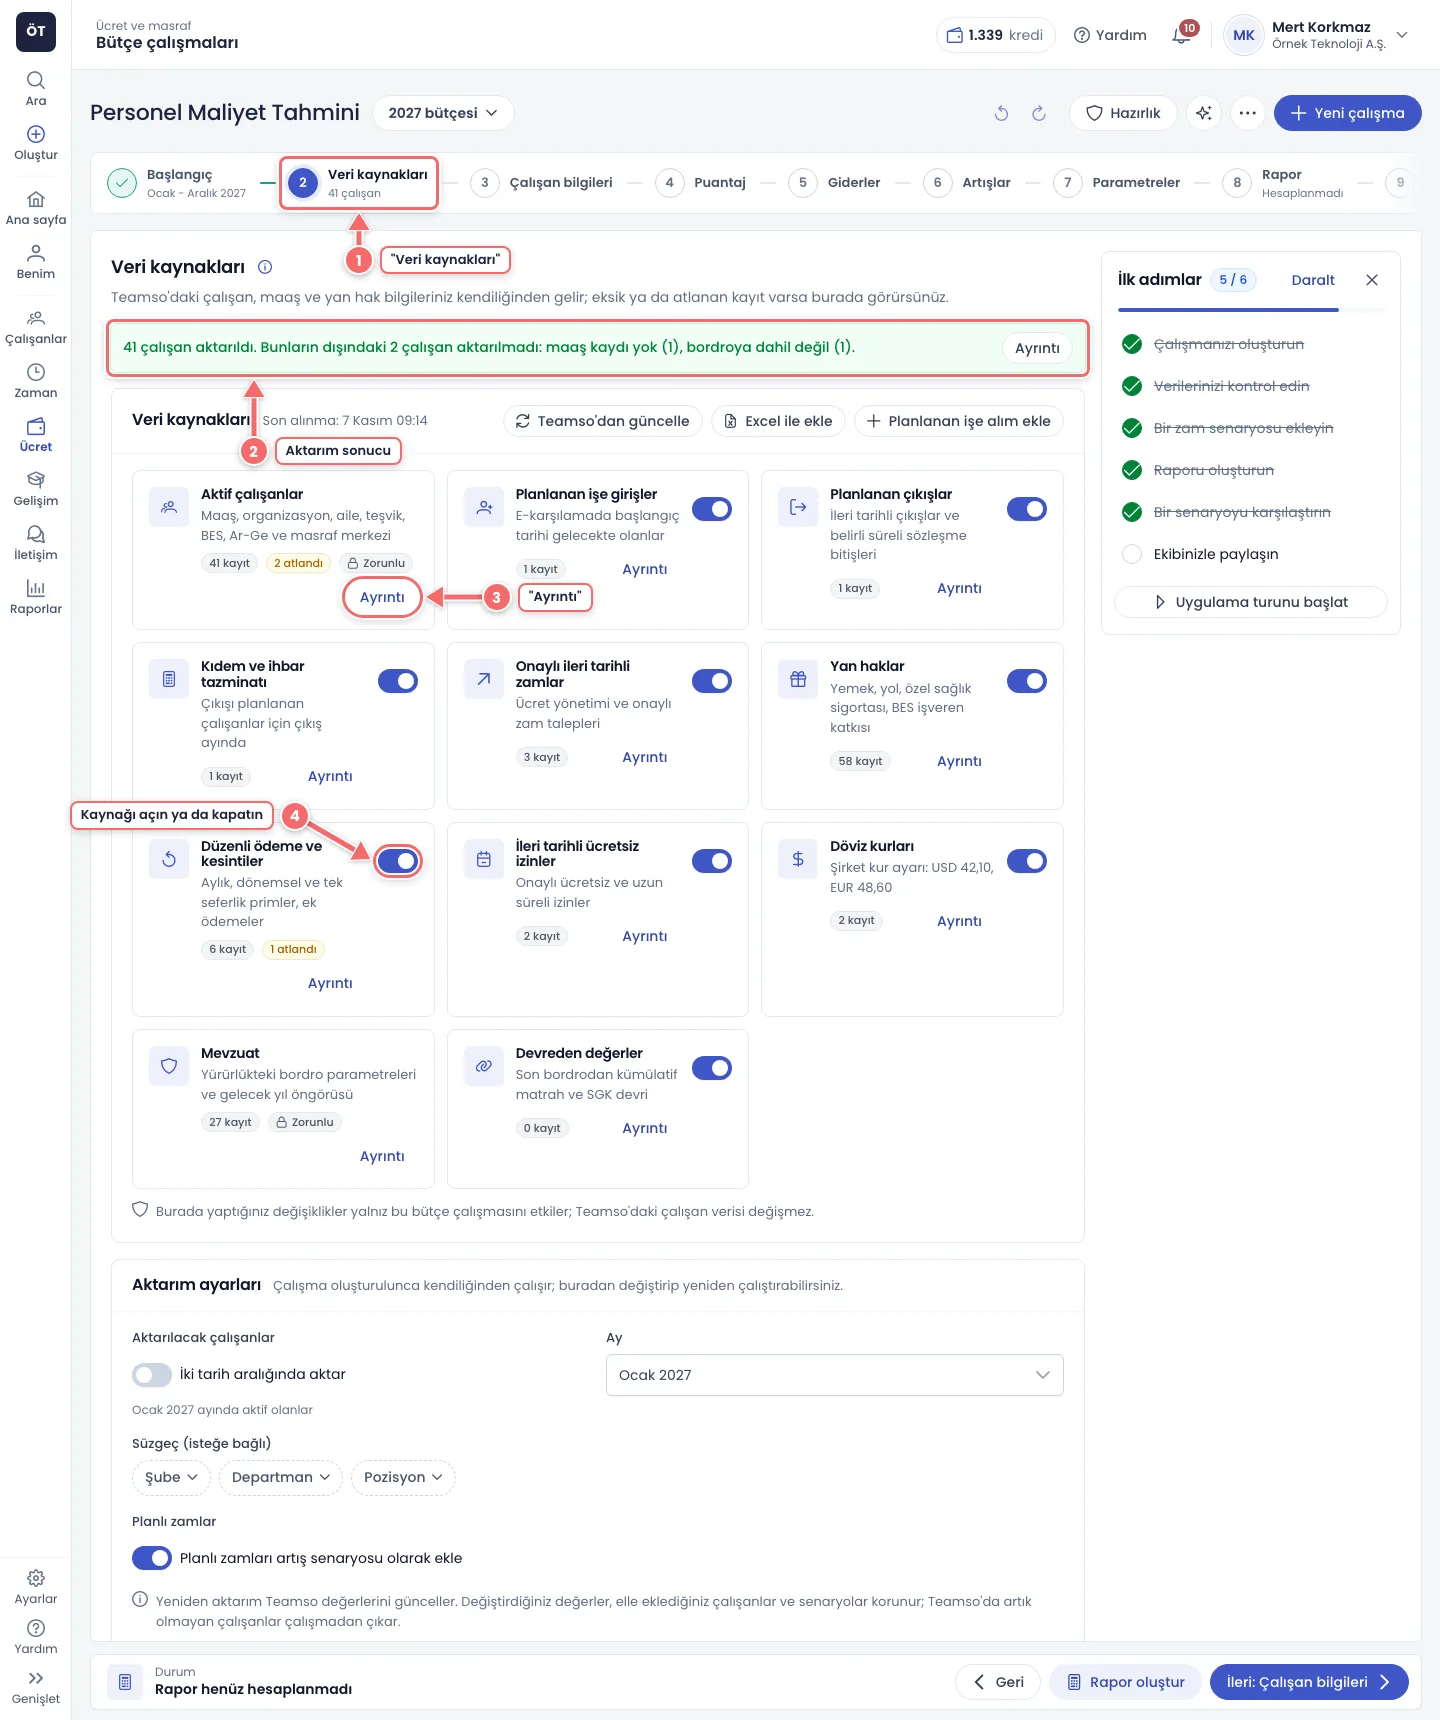 ÖT
Ücret ve masraf
Bütçe çalışmaları
1.339 kredi
Yardım
10
MK
Mert Korkmaz
Örnek Teknoloji A.Ş.
Ara
Oluştur
Ana sayfa
Benim
Çalışanlar
Zaman
Ücret
Gelişim
İletişim
Raporlar
Ayarlar
Yardım
Genişlet
Personel Maliyet Tahmini
2027 bütçesi
Hazırlık
Yeni çalışma
Başlangıç
Ocak - Aralık 2027
2
Veri kaynakları
41 çalışan
3
Çalışan bilgileri
4
Puantaj
5
Giderler
6
Artışlar
7
Parametreler
8
Rapor
Hesaplanmadı
9
1
"Veri kaynakları"
Veri kaynakları
Teamso'daki çalışan, maaş ve yan hak bilgileriniz kendiliğinden gelir; eksik ya da atlanan kayıt varsa burada görürsünüz.
41 çalışan aktarıldı. Bunların dışındaki 2 çalışan aktarılmadı: maaş kaydı yok (1), bordroya dahil değil (1).
Ayrıntı
Veri kaynakları
Son alınma: 7 Kasım 09:14
Teamso'dan güncelle
Excel ile ekle
Planlanan işe alım ekle
2
Aktarım sonucu
Aktif çalışanlar
Maaş, organizasyon, aile, teşvik,
BES, Ar-Ge ve masraf merkezi
41 kayıt
2 atlandı
Zorunlu
Ayrıntı
3
"Ayrıntı"
Planlanan işe girişler
E-karşılamada başlangıç
tarihi gelecekte olanlar
1 kayıt
Ayrıntı
Planlanan çıkışlar
İleri tarihli çıkışlar ve
belirli süreli sözleşme
bitişleri
1 kayıt
Ayrıntı
Kıdem ve ihbar
tazminatı
Çıkışı planlanan
çalışanlar için çıkış
ayında
1 kayıt
Ayrıntı
Onaylı ileri tarihli
zamlar
Ücret yönetimi ve onaylı
zam talepleri
3 kayıt
Ayrıntı
Yan haklar
Yemek, yol, özel sağlık
sigortası, BES işveren
katkısı
58 kayıt
Ayrıntı
Kaynağı açın ya da kapatın
4
Düzenli ödeme ve
kesintiler
Aylık, dönemsel ve tek
seferlik primler, ek
ödemeler
6 kayıt
1 atlandı
Ayrıntı
İleri tarihli ücretsiz
izinler
Onaylı ücretsiz ve uzun
süreli izinler
2 kayıt
Ayrıntı
Döviz kurları
Şirket kur ayarı: USD 42,10,
EUR 48,60
2 kayıt
Ayrıntı
Mevzuat
Yürürlükteki bordro parametreleri
ve gelecek yıl öngörüsü
27 kayıt
Zorunlu
Ayrıntı
Devreden değerler
Son bordrodan kümülatif
matrah ve SGK devri
0 kayıt
Ayrıntı
Burada yaptığınız değişiklikler yalnız bu bütçe çalışmasını etkiler; Teamso'daki çalışan verisi değişmez.
Aktarım ayarları
Çalışma oluşturulunca kendiliğinden çalışır; buradan değiştirip yeniden çalıştırabilirsiniz.
Aktarılacak çalışanlar
İki tarih aralığında aktar
Ocak 2027 ayında aktif olanlar
Ay
Ocak 2027
Süzgeç (isteğe bağlı)
Şube
Departman
Pozisyon
Planlı zamlar
Planlı zamları artış senaryosu olarak ekle
Yeniden aktarım Teamso değerlerini günceller. Değiştirdiğiniz değerler, elle eklediğiniz çalışanlar ve senaryolar korunur; Teamso'da artık
olmayan çalışanlar çalışmadan çıkar.
İlk adımlar
5 / 6
Daralt
Çalışmanızı oluşturun
Verilerinizi kontrol edin
Bir zam senaryosu ekleyin
Raporu oluşturun
Bir senaryoyu karşılaştırın
Ekibinizle paylaşın
Uygulama turunu başlat
Durum
Rapor henüz hesaplanmadı
Geri
Rapor oluştur
İleri: Çalışan bilgileri